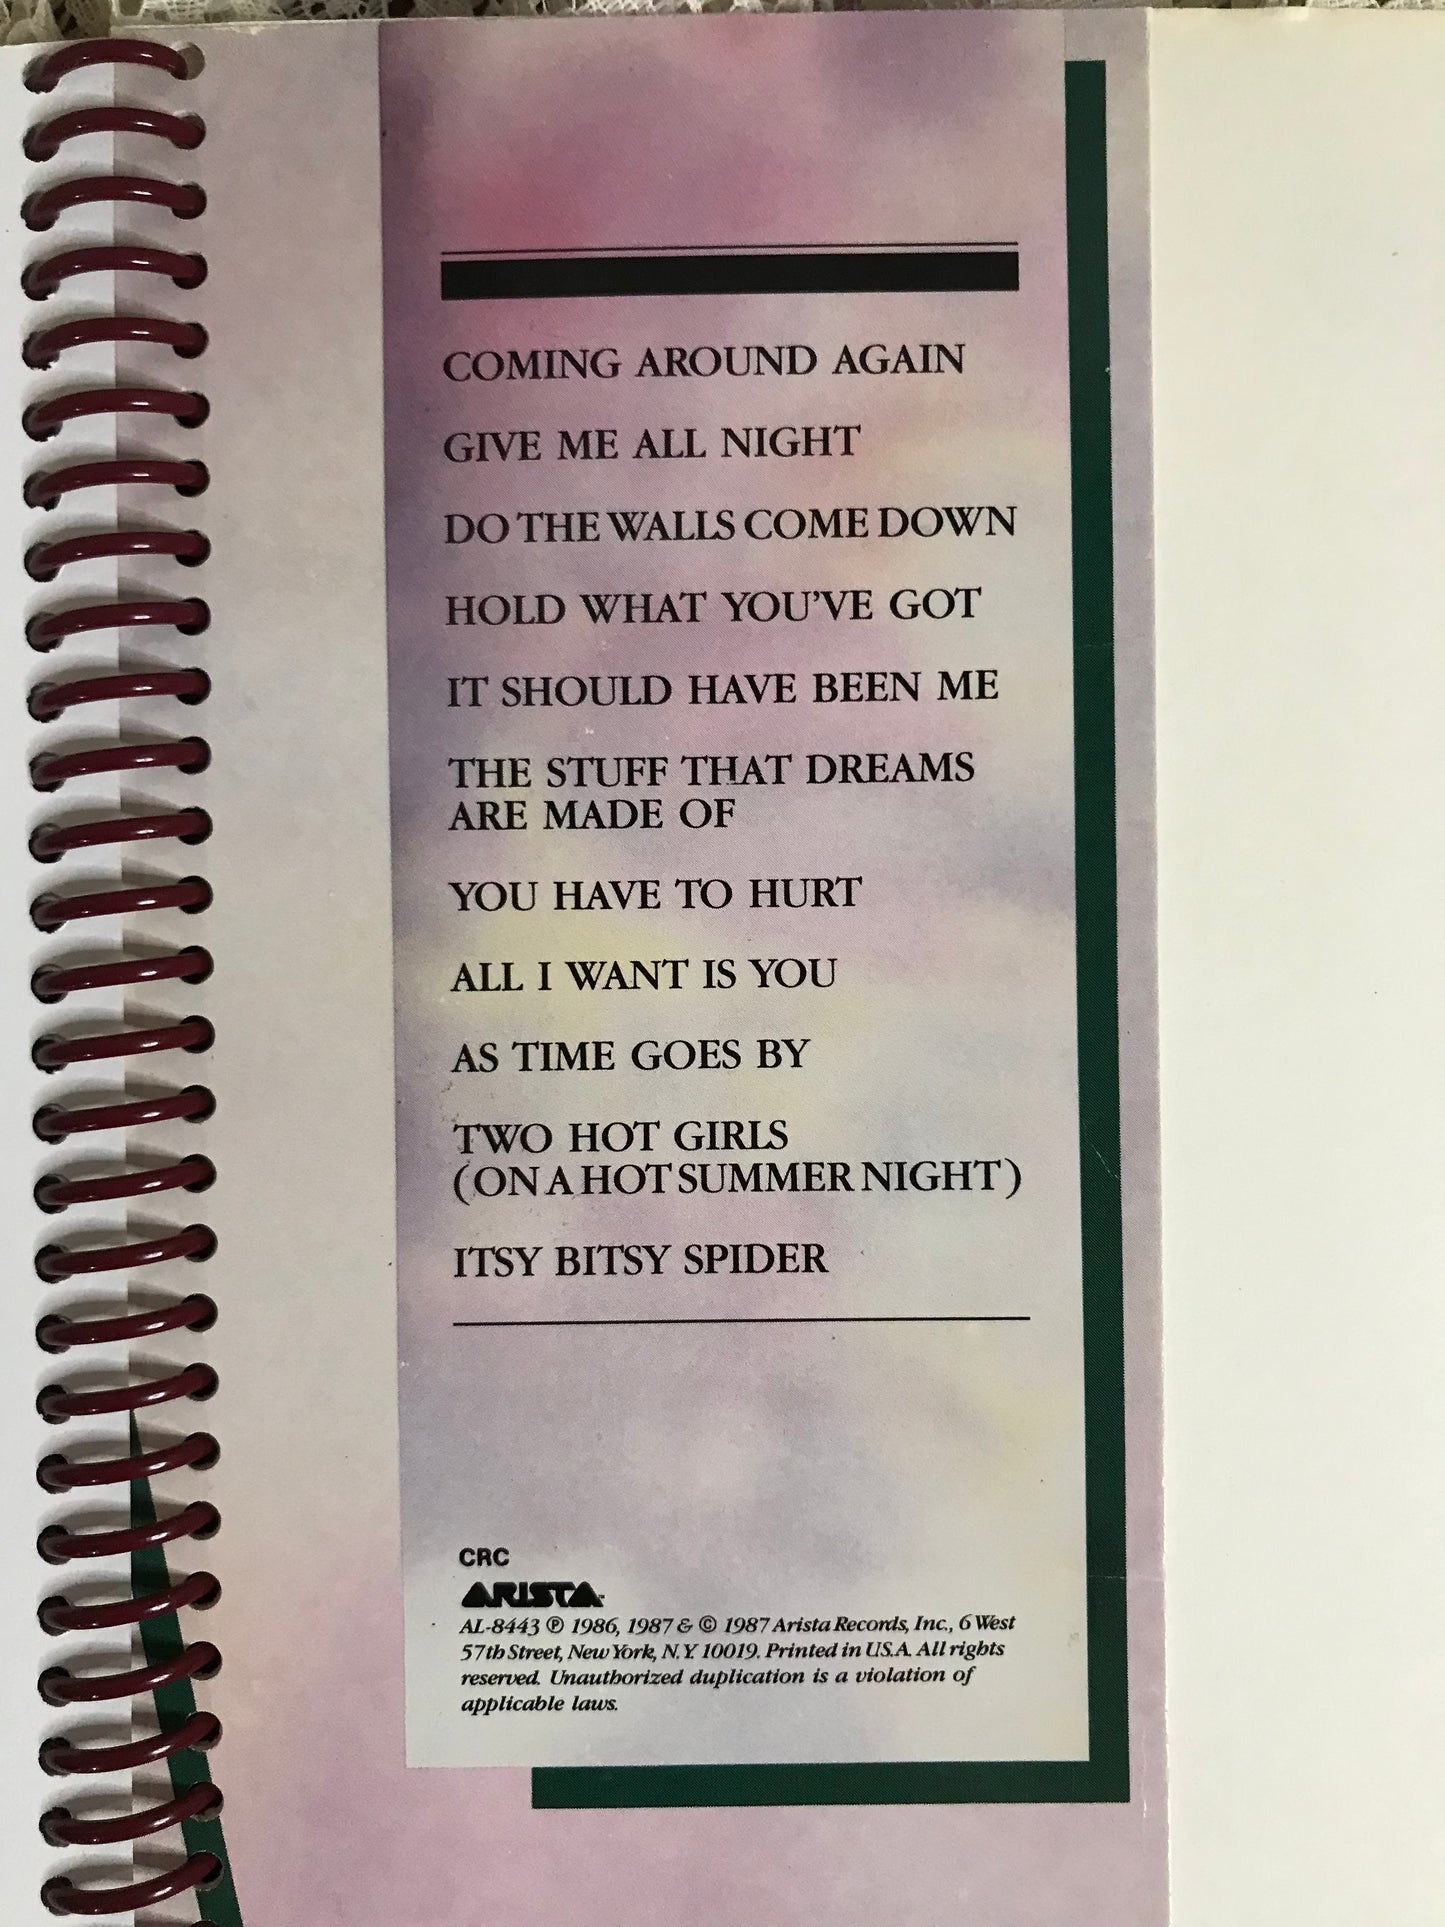 COMING AROUND AGAIN
GIVE ME ALL NIGHT
DO THE WALLS COME DOWN
HOLD WHAT YOU'VE GOT
IT SHOULD HAVE BEEN ME
THE STUFF THAT DREAMS
ARE MADE OF
YOU HAVE TO HURT
ALL I WANT IS YOU
AS TIME GOES BY
TWO HOT GIRLS
(ON A HOT SUMMER NIGHT)
ITSY BITSY SPIDER
CRC
ARISTA™
AL-8443 ℗ 1986, 1987 & © 1987 Arista Records, Inc., 6 West
57th Street, New York, N.Y. 10019. Printed in U.S.A. All rights
reserved. Unauthorized duplication is a violation of
applicable laws.